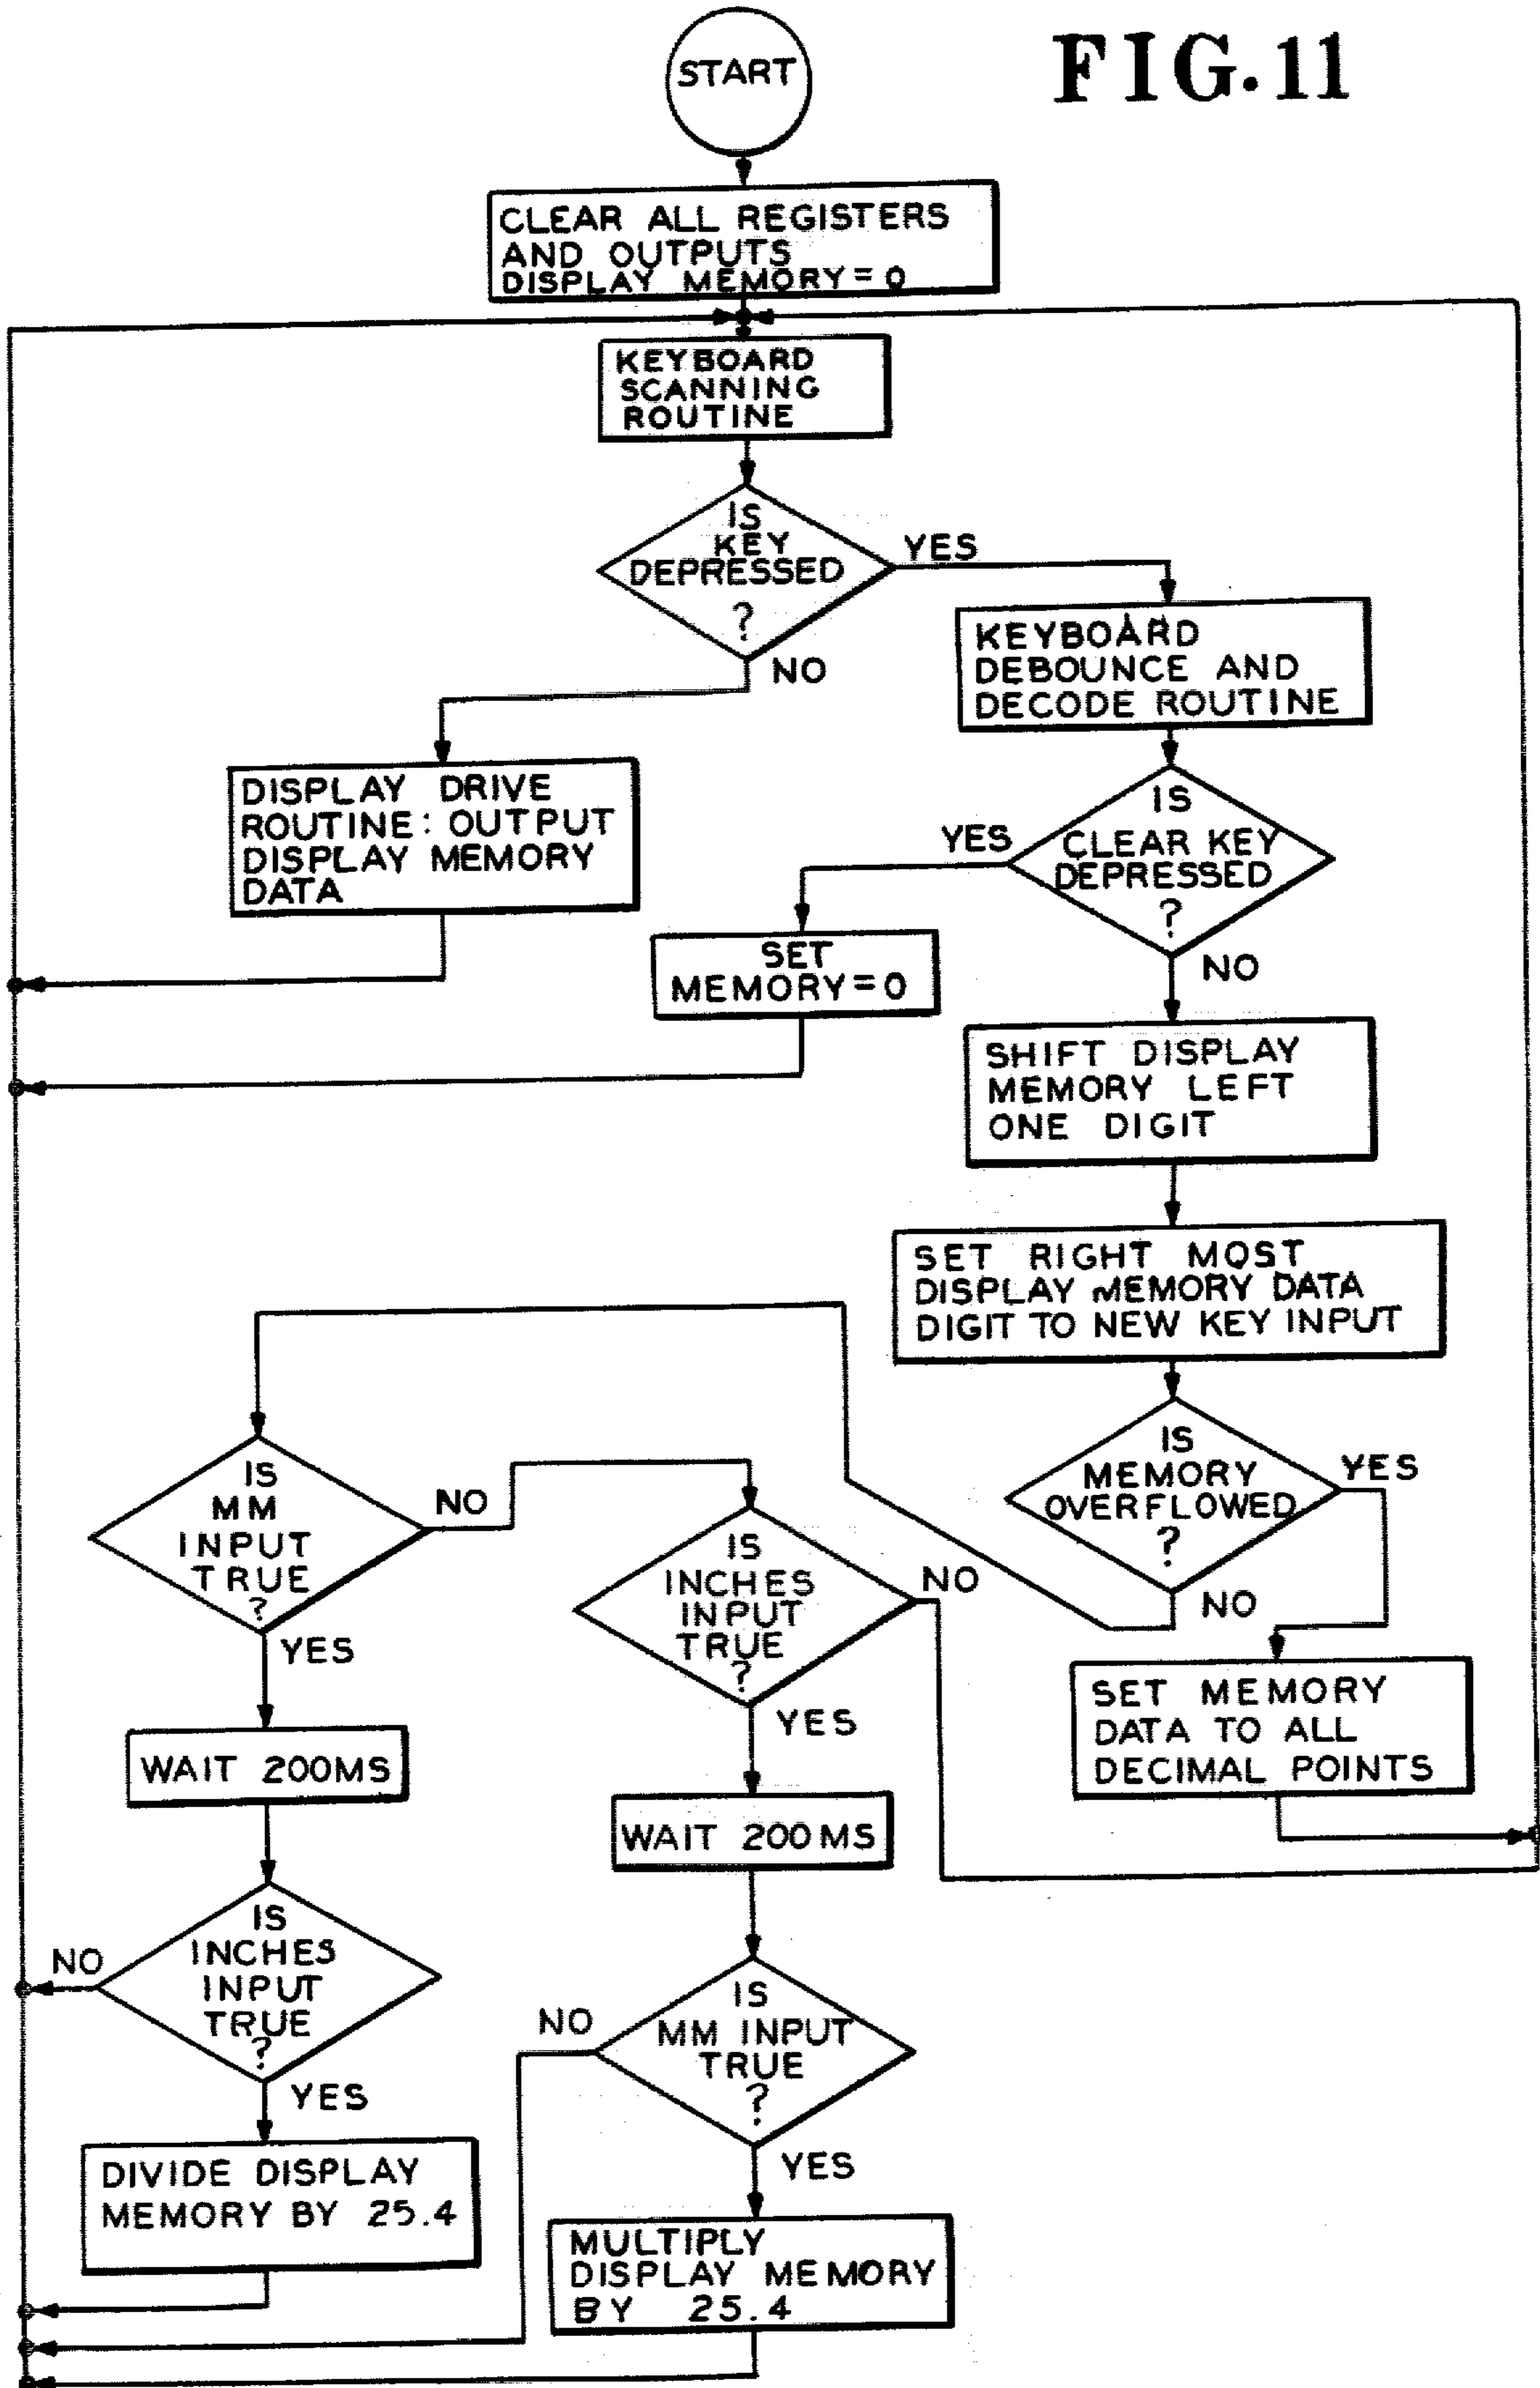 FIG. 11
START
CLEAR ALL REGISTERS
AND OUTPUTS
DISPLAY MEMORY = 0
KEYBOARD
SCANNING
ROUTINE
IS
KEY
DEPRESSED
?
YES
NO
KEYBOARD
DEBOUNCE AND
DECODE ROUTINE
DISPLAY DRIVE
ROUTINE: OUTPUT
DISPLAY MEMORY
DATA
IS
CLEAR KEY
DEPRESSED
?
YES
NO
SET
MEMORY = 0
SHIFT DISPLAY
MEMORY LEFT
ONE DIGIT
SET RIGHT MOST
DISPLAY MEMORY DATA
DIGIT TO NEW KEY INPUT
IS
MEMORY
OVERFLOWED
?
YES
NO
SET MEMORY
DATA TO ALL
DECIMAL POINTS
IS
MM
INPUT
TRUE
?
NO
YES
IS
INCHES
INPUT
TRUE
?
NO
YES
WAIT 200MS
WAIT 200MS
IS
INCHES
INPUT
TRUE
?
NO
YES
IS
MM INPUT
TRUE
?
NO
YES
DIVIDE DISPLAY
MEMORY BY 25.4
MULTIPLY
DISPLAY MEMORY
BY 25.4